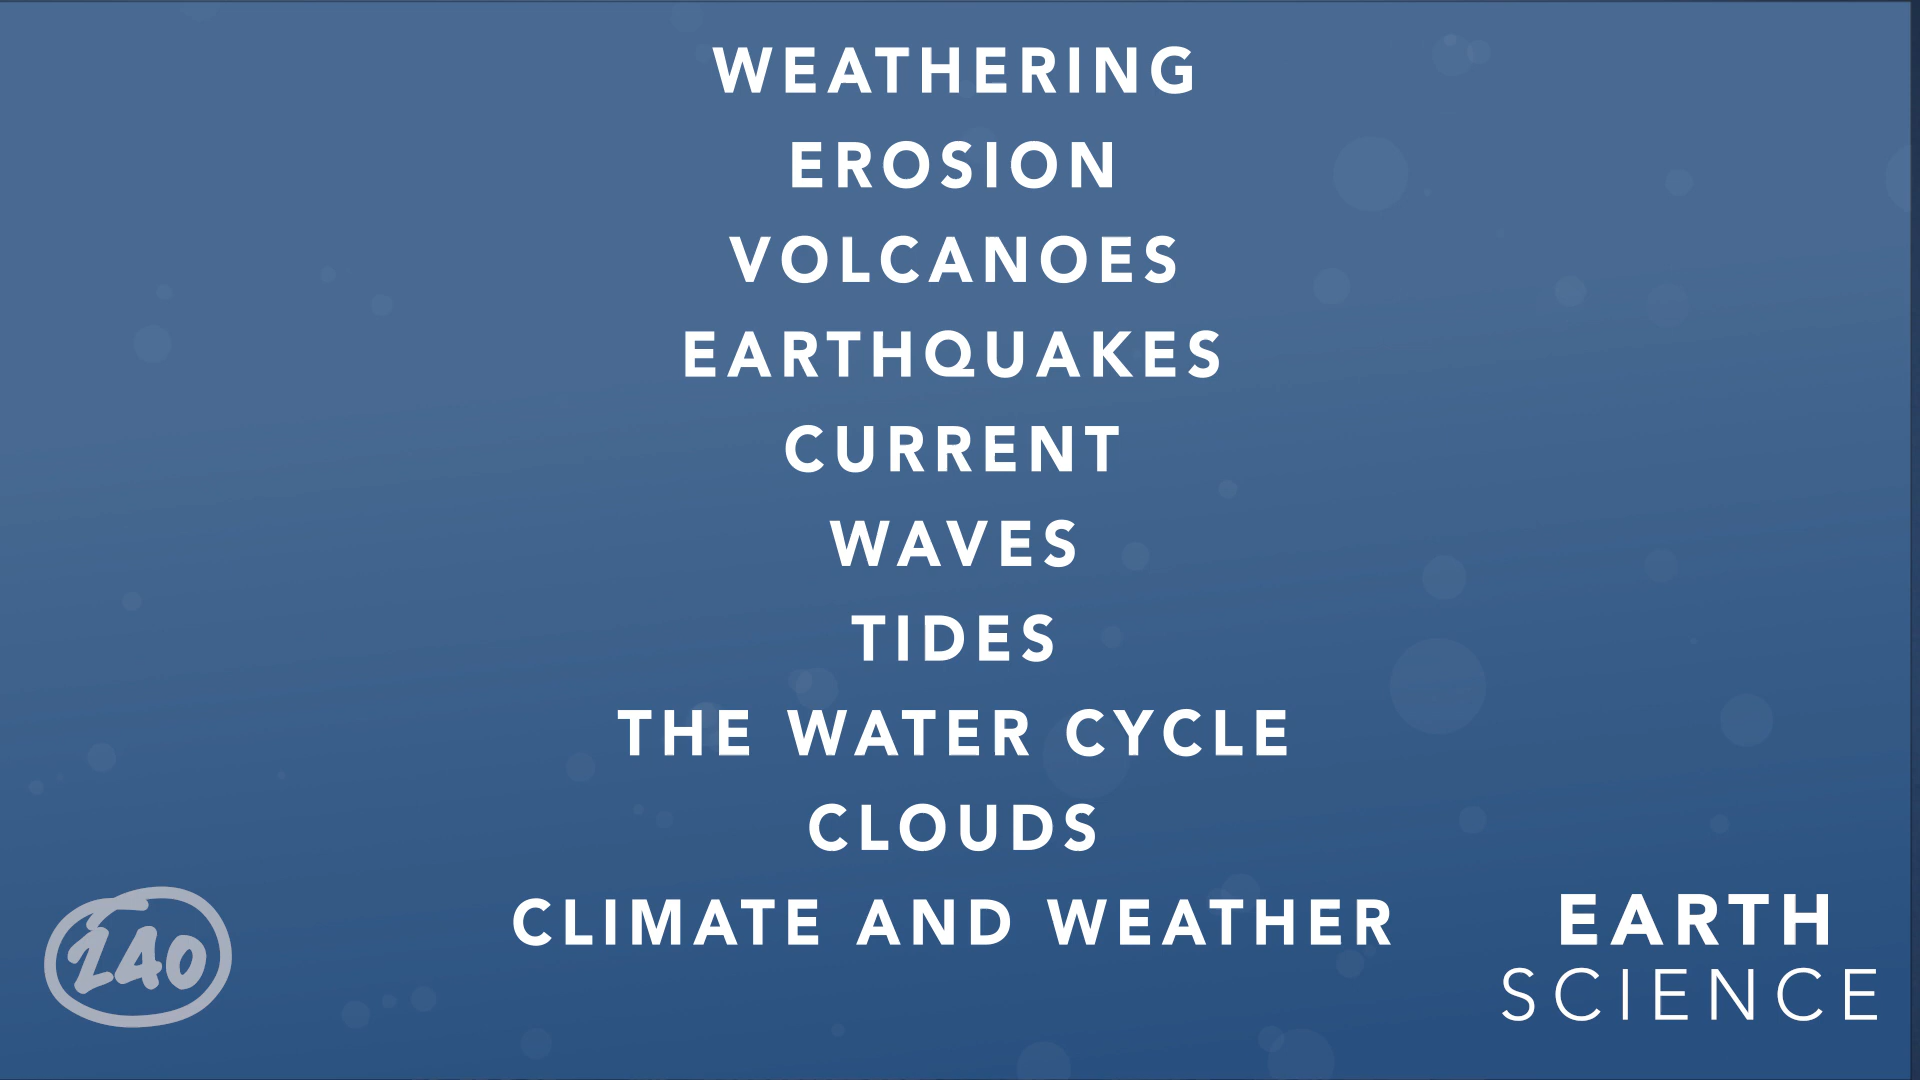 WEATHERING
EROSION
VOLCANOES
EARTHQUAKES
CURRENT
WAVES
TIDES
THE WATER CYCLE
CLOUDS
CLIMATE AND WEATHER
240
EARTH
SCIENCE